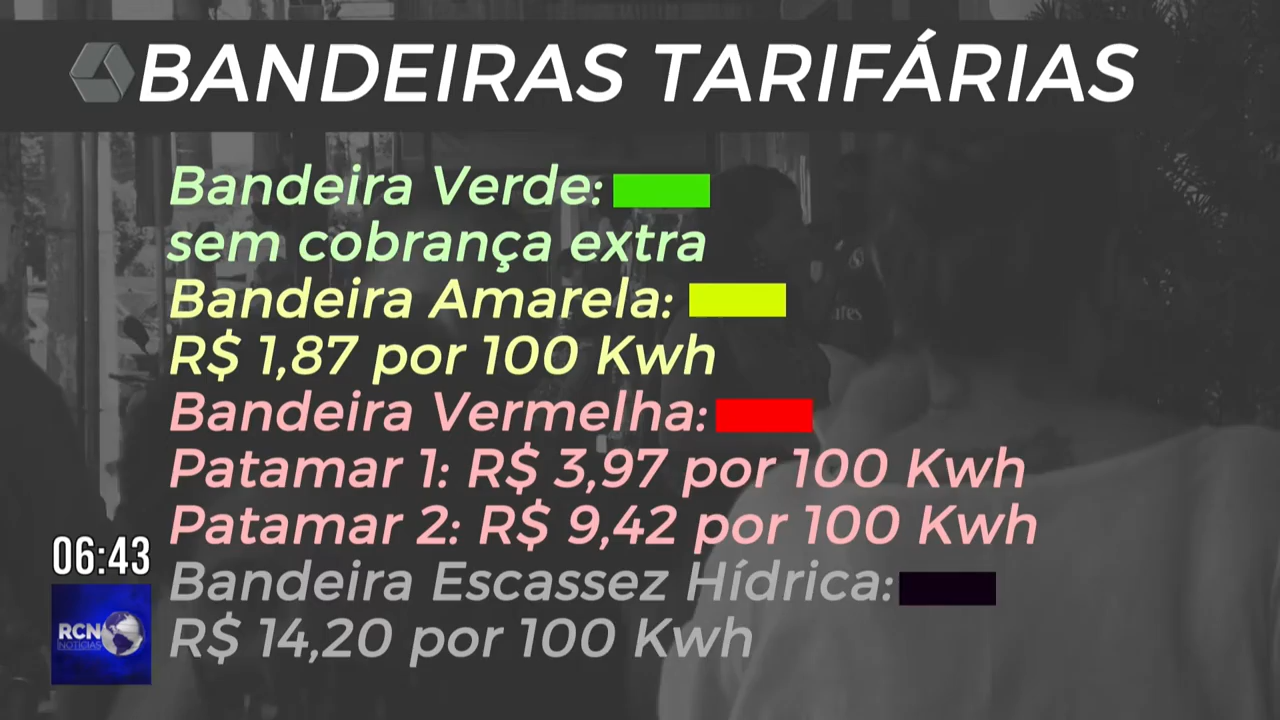 BANDEIRAS TARIFÁRIAS
Bandeira Verde:
sem cobrança extra
Bandeira Amarela:
R$ 1,87 por 100 Kwh
Bandeira Vermelha:
Patamar 1: R$ 3,97 por 100 Kwh
Patamar 2: R$ 9,42 por 100 Kwh
Bandeira Escassez Hídrica:
R$ 14,20 por 100 Kwh
06:43
RCN
NOTÍCIAS